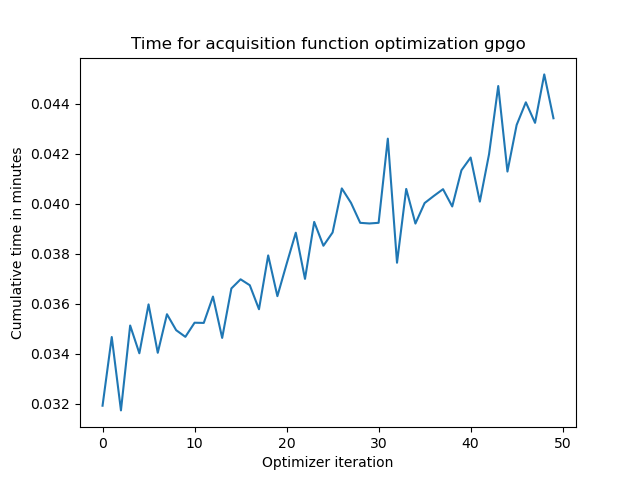 Time for acquisition function optimization gpgo
Cumulative time in minutes
0.044
0.042
0.040
0.038
0.036
0.034
0.032
0 10 20 30 40 50
Optimizer iteration